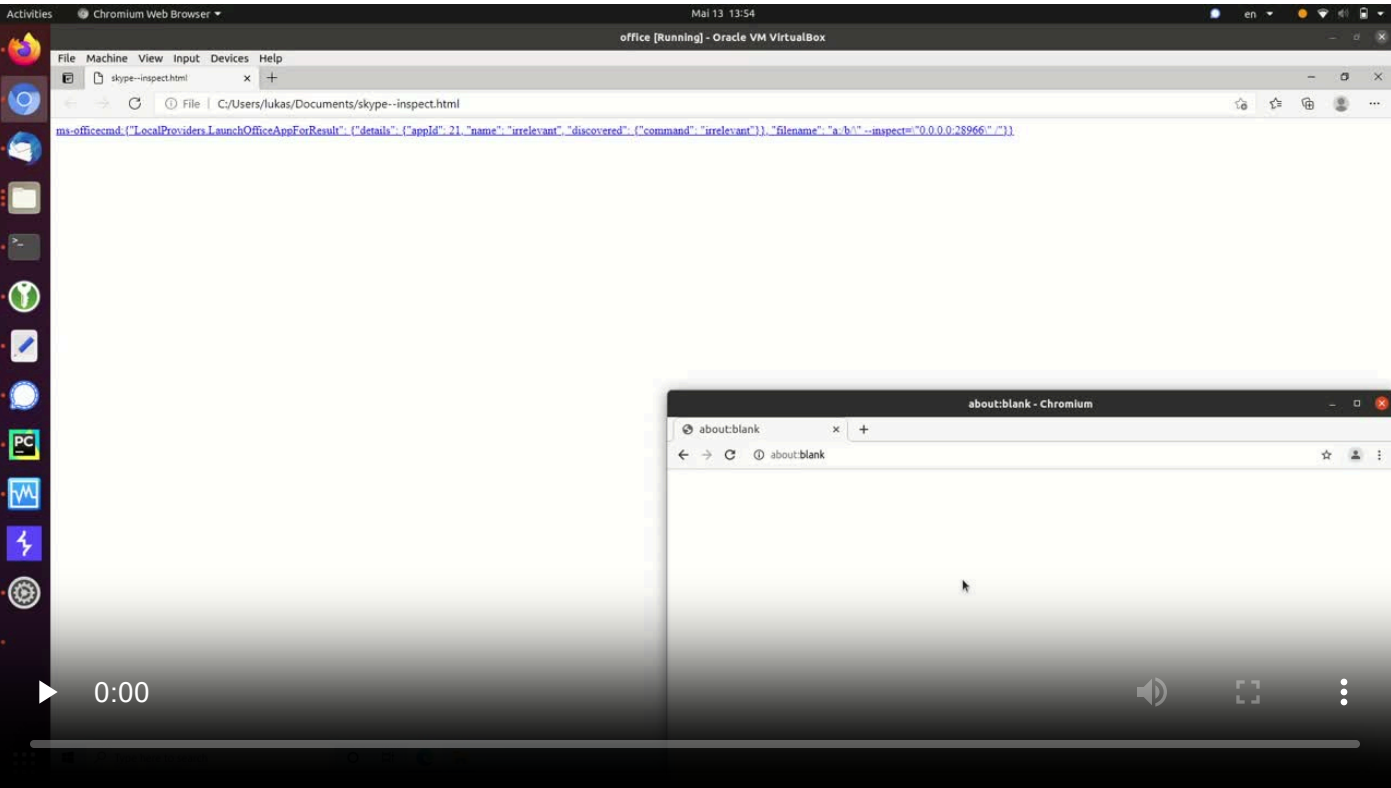 Activities Chromium Web Browser Mai 13 13:54 en
office [Running] - Oracle VM VirtualBox
File Machine View Input Devices Help
skype--inspect.html
File C:/Users/lukas/Documents/skype--inspect.html
ms-officecmd:{"LocalProviders.LaunchOfficeAppForResult": {"details": {"appId": 21, "name": "irrelevant", "discovered": {"command": "irrelevant"}}, "filename": "a:/b/\" --inspect=\"0.0.0.0:28966\" /"}}
about:blank - Chromium
about:blank
about:blank
PC
0:00